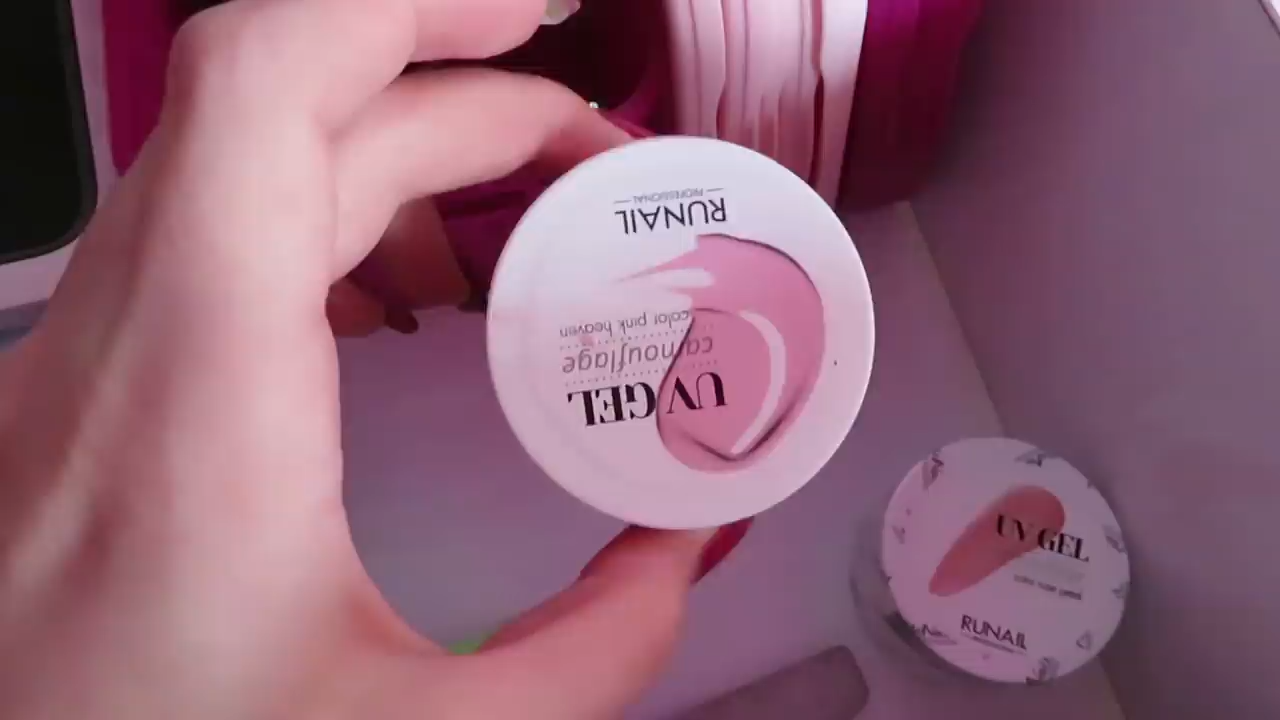 UV GEL
camouflage
color pink heaven
RUNAIL
PROFESSIONAL
UV GEL
RUNAIL